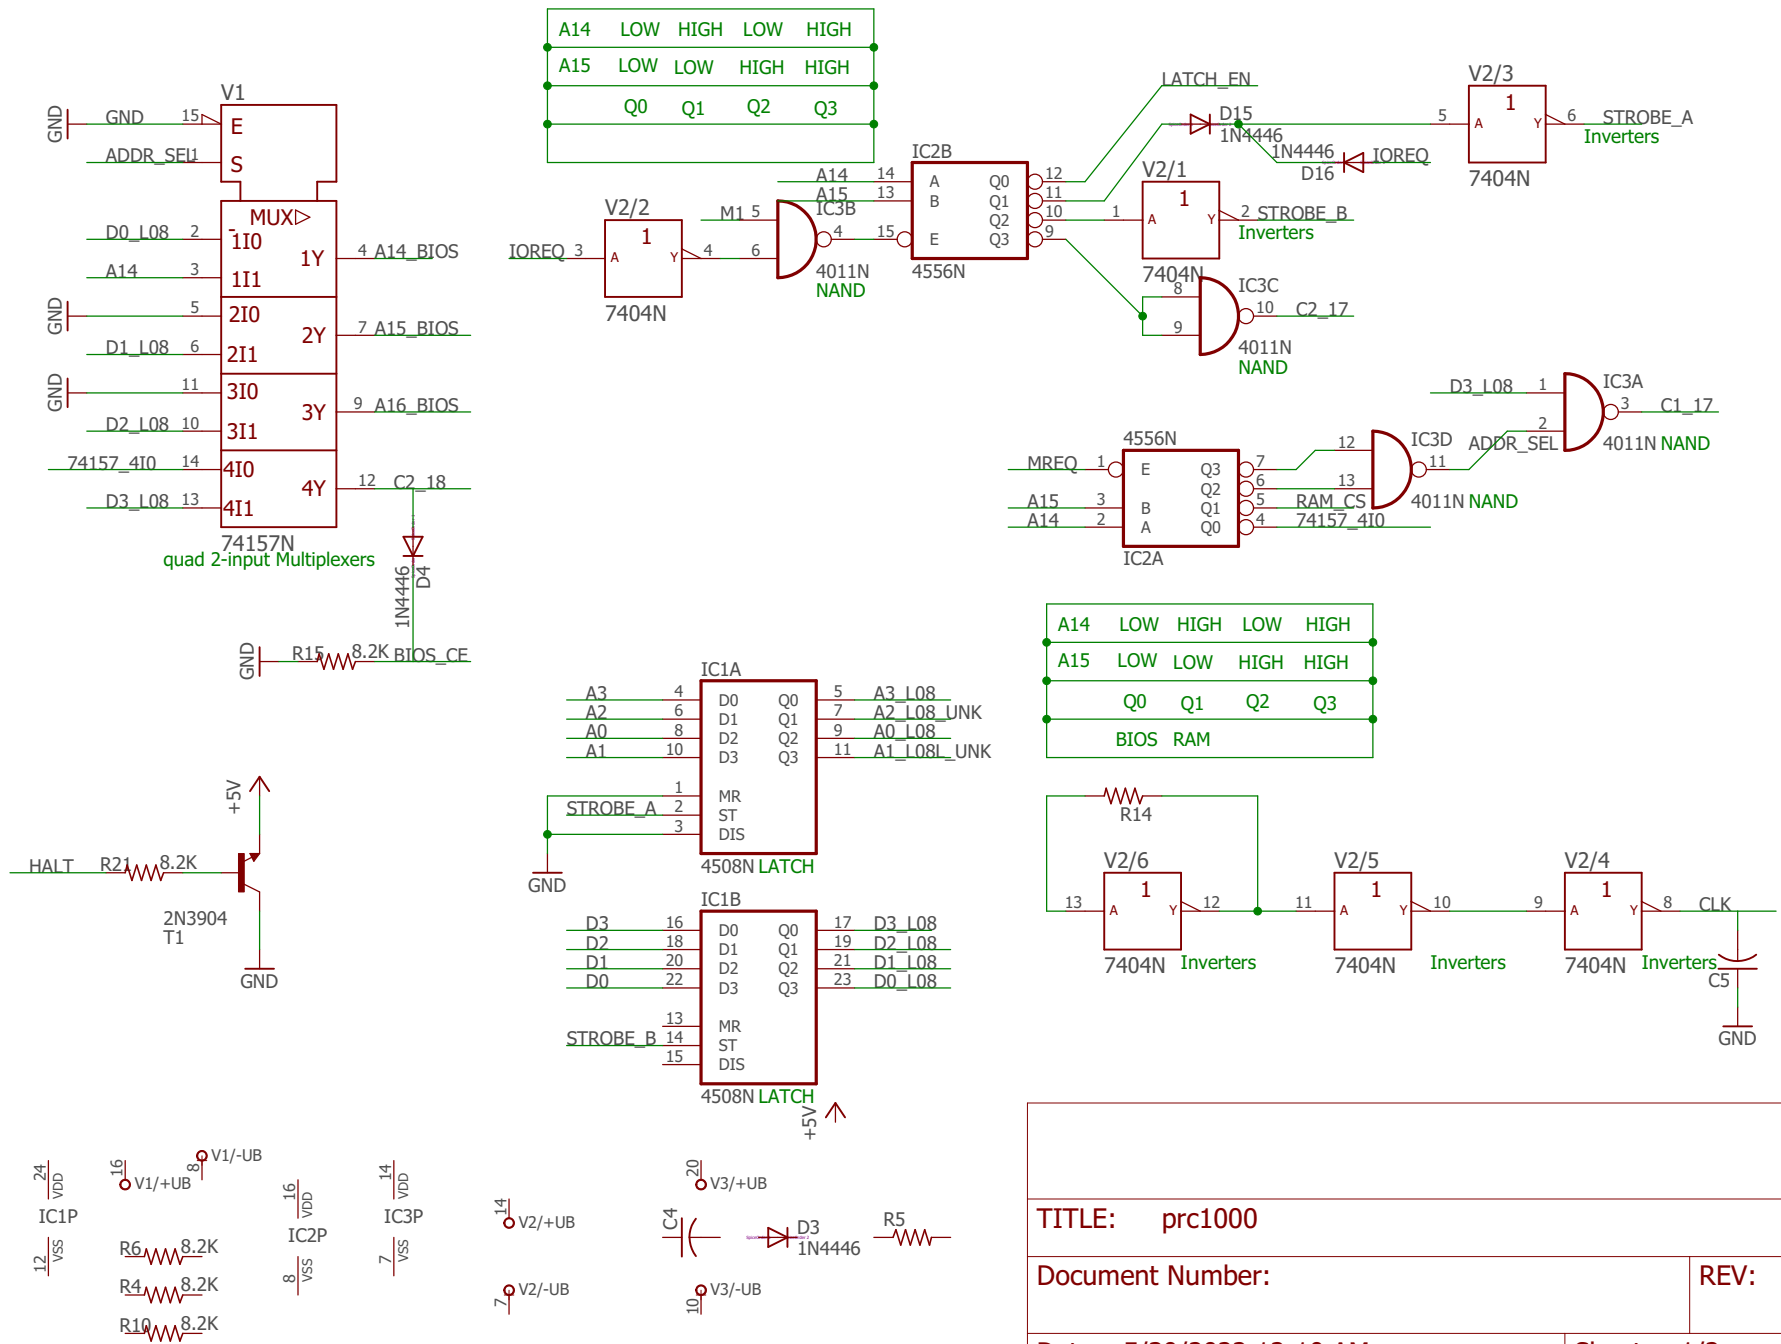 A14 LOW HIGH LOW HIGH
A15 LOW LOW HIGH HIGH
Q0 Q1 Q2 Q3
V1
GND
GND 15 E
ADDR_SEL 1 S
MUX
D0_L08 2 1I0
A14 3 1I1
1Y 4 A14_BIOS
GND
5 2I0
D1_L08 6 2I1
2Y 7 A15_BIOS
GND
11 3I0
D2_L08 10 3I1
3Y 9 A16_BIOS
74157_4I0 14 4I0
D3_L08 13 4I1
4Y 12 C2_18
74157N
quad 2-input Multiplexers
1N4446
D4
GND
R15 8.2K BIOS_CE
V2/2
IOREQ 3 A 1 Y 4
7404N
M1 5
6
IC3B
4
4011N
NAND
IC2B
A14 14 A Q0 12
A15 13 B Q1 11
Q2 10
15 E Q3 9
4556N
LATCH_EN
D15
1N4446
1N4446
D16
IOREQ
V2/3
5 A 1 Y 6 STROBE_A
Inverters
7404N
V2/1
1 A 1 Y 2 STROBE_B
Inverters
7404N
8
9
IC3C
10 C2_17
4011N
NAND
D3_L08 1
ADDR_SEL 2
IC3A
3 C1_17
4011N NAND
4556N
MREQ 1 E Q3 7
Q2 6
A15 3 B Q1 5 RAM_CS
A14 2 A Q0 4 74157_4I0
IC2A
12
13
IC3D
11
4011N NAND
A14 LOW HIGH LOW HIGH
A15 LOW LOW HIGH HIGH
Q0 Q1 Q2 Q3
BIOS RAM
IC1A
A3 4 D0 Q0 5 A3_L08
A2 6 D1 Q1 7 A2_L08_UNK
A0 8 D2 Q2 9 A0_L08
A1 10 D3 Q3 11 A1_L08L_UNK
1 MR
STROBE_A 2 ST
3 DIS
4508N LATCH
GND
+5V
HALT R21 8.2K
2N3904
T1
GND
IC1B
D3 16 D0 Q0 17 D3_L08
D2 18 D1 Q1 19 D2_L08
D1 20 D2 Q2 21 D1_L08
D0 22 D3 Q3 23 D0_L08
13 MR
STROBE_B 14 ST
15 DIS
4508N LATCH
+5V
R14
V2/6
13 A 1 Y 12
7404N Inverters
V2/5
11 A 1 Y 10
7404N Inverters
V2/4
9 A 1 Y 8 CLK
7404N Inverters
C5
GND
24 VDD
IC1P
12 VSS
16 V1/+UB
8 V1/-UB
R6 8.2K
R4 8.2K
R10 8.2K
16 VDD
IC2P
8 VSS
14 VDD
IC3P
7 VSS
14 V2/+UB
7 V2/-UB
20 V3/+UB
10 V3/-UB
C4
D3
1N4446
R5
TITLE: prc1000
Document Number:
REV: